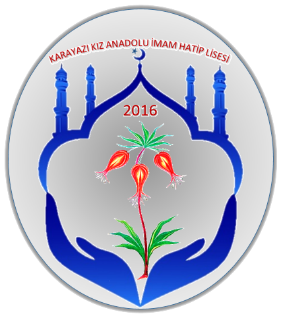 KARAYAZI KIZ ANADOLU İMAM HATİP LİSESİ
2016